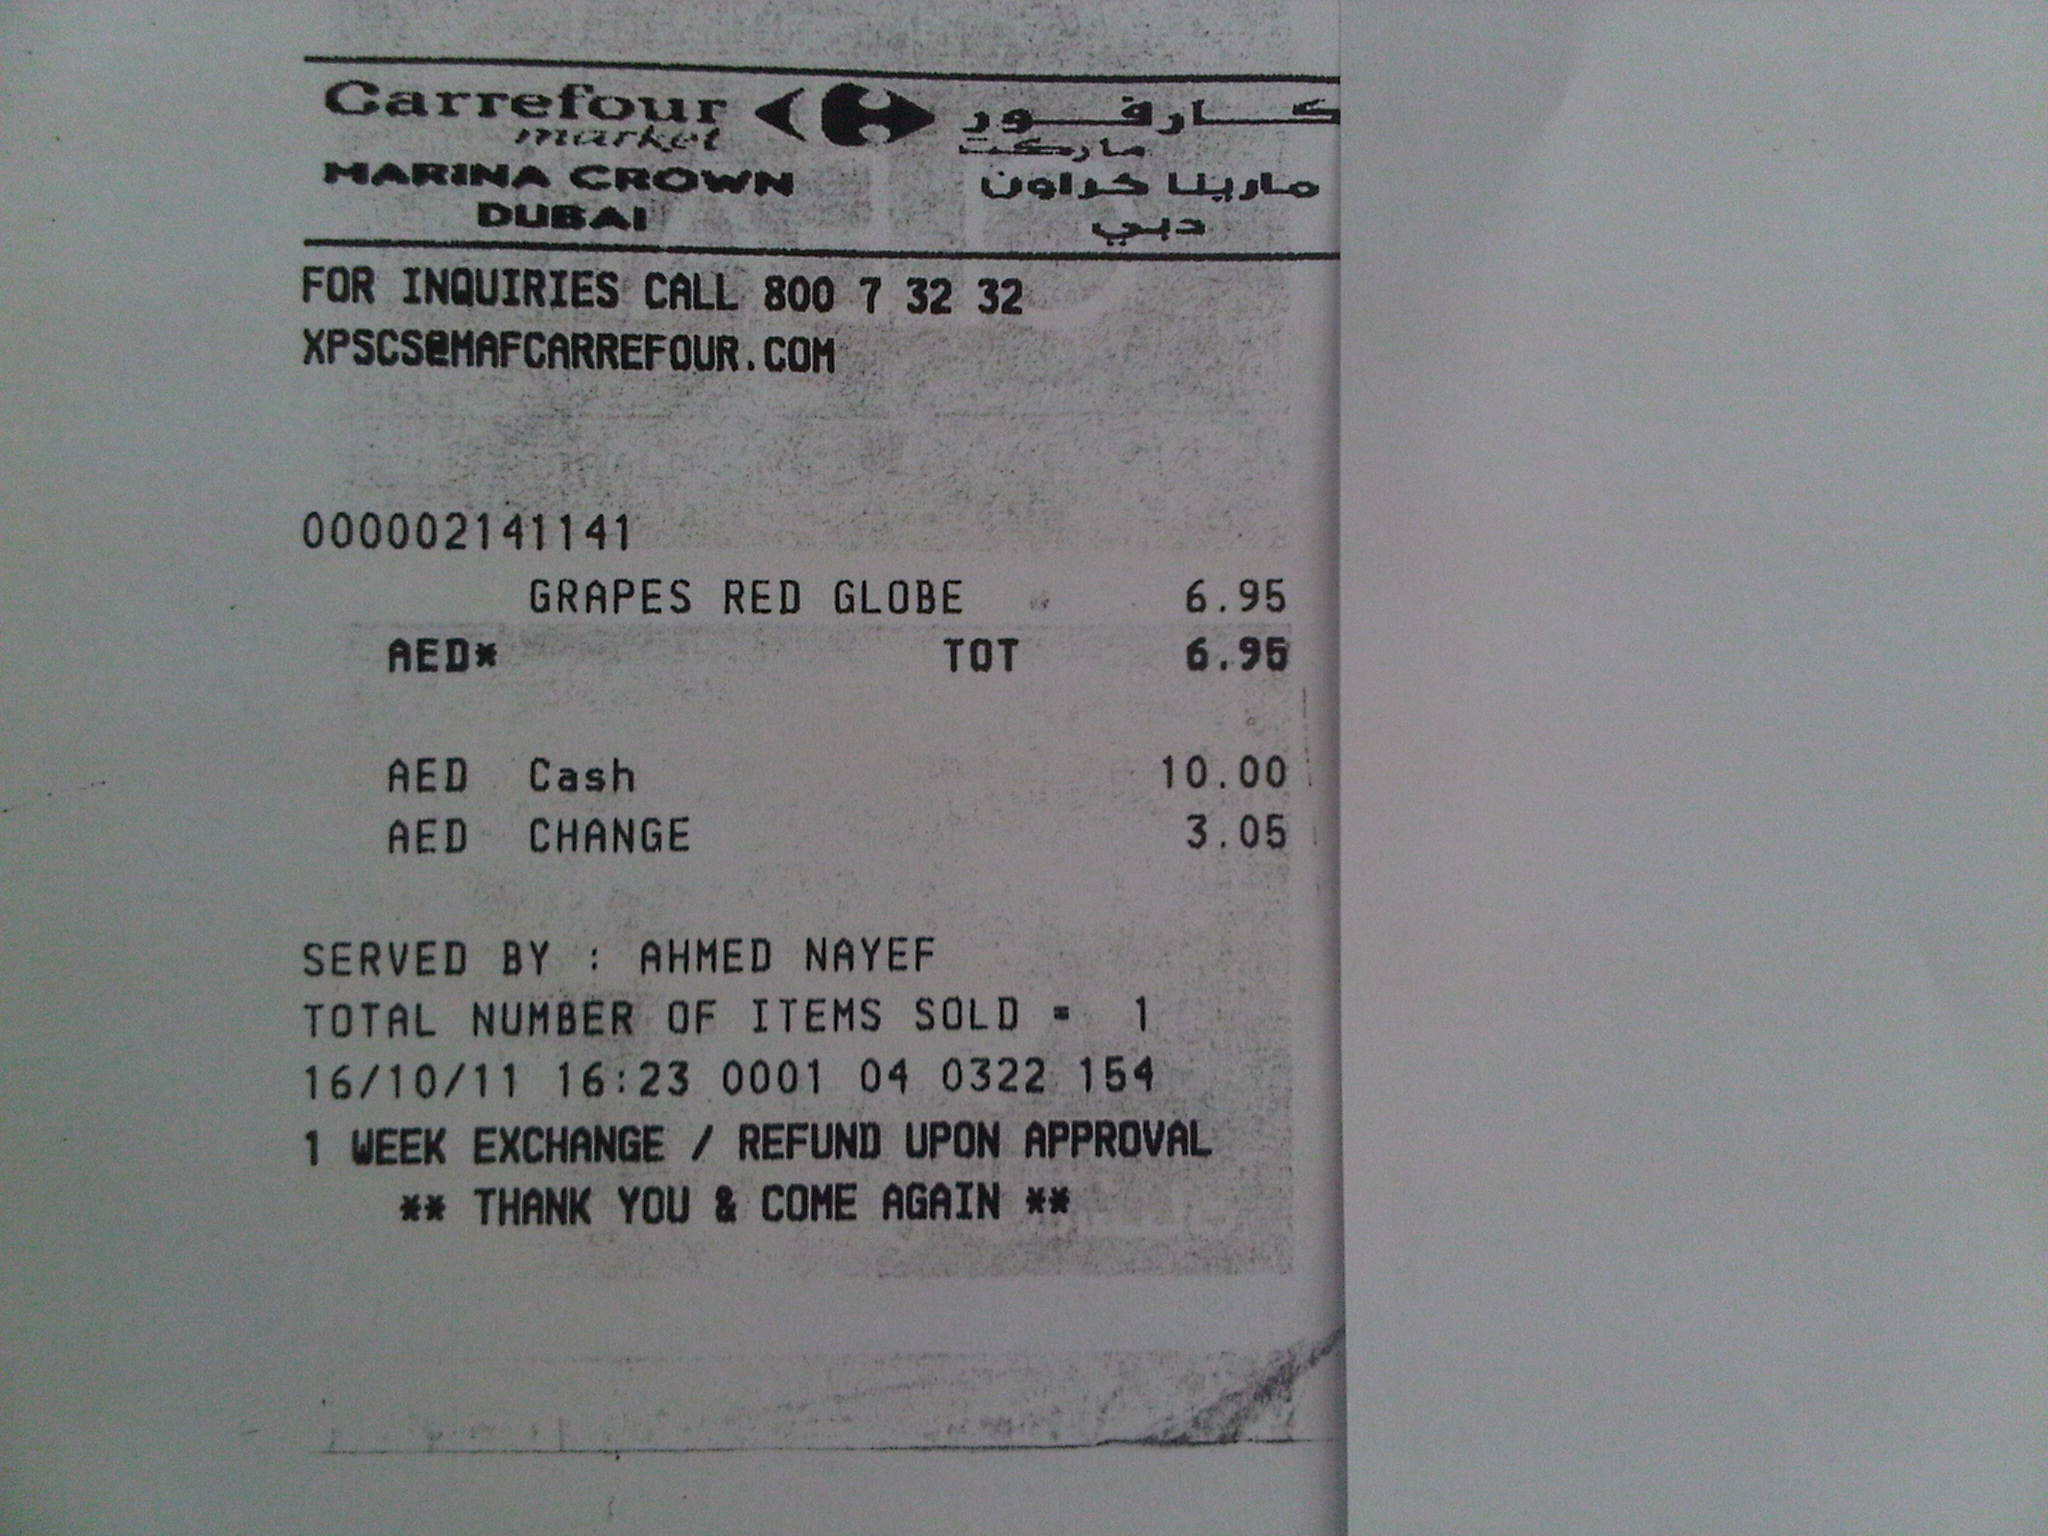 Carrefour كارفور
market ماركت
MARINA CROWN مارينا كراون
DUBAI دبي
FOR INQUIRIES CALL 800 7 32 32
XPSCS@MAFCARREFOUR.COM
000002141141
GRAPES RED GLOBE 6.95
AED* TOT 6.95
AED Cash 10.00
AED CHANGE 3.05
SERVED BY : AHMED NAYEF
TOTAL NUMBER OF ITEMS SOLD = 1
16/10/11 16:23 0001 04 0322 154
1 WEEK EXCHANGE / REFUND UPON APPROVAL
** THANK YOU & COME AGAIN **